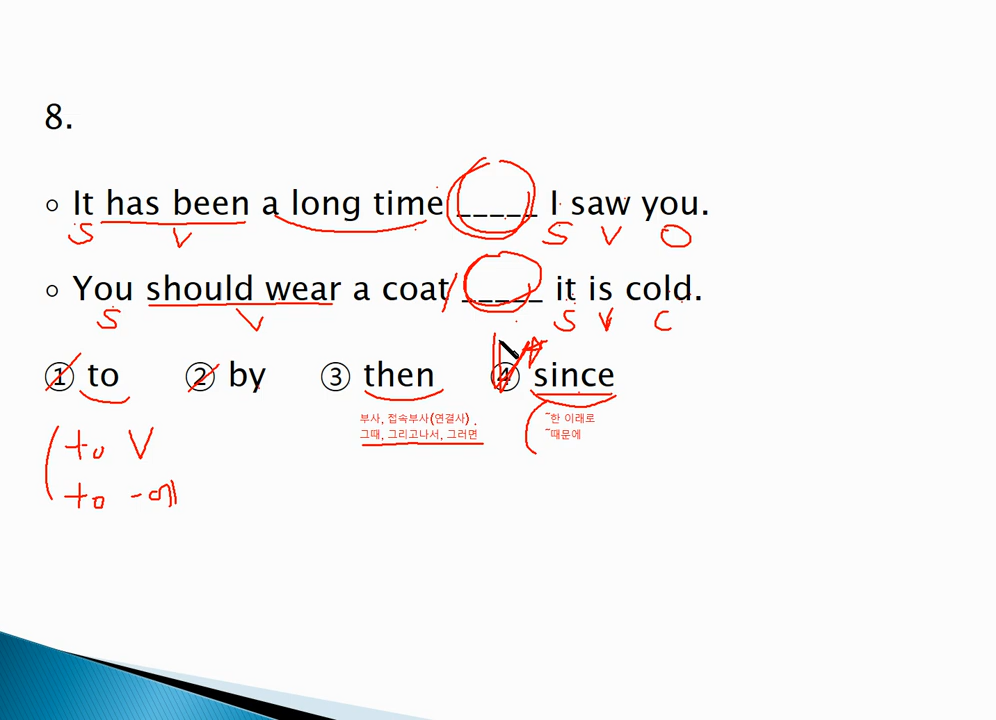 8.
○ It has been a long time _____ I saw you.
S V S V O
○ You should wear a coat _____ it is cold.
S V S V C
① to ② by ③ then ④ since
부사, 접속부사(연결사) .
그때, 그리고나서, 그러면
~한 이래로
~때문에
to V
to -에